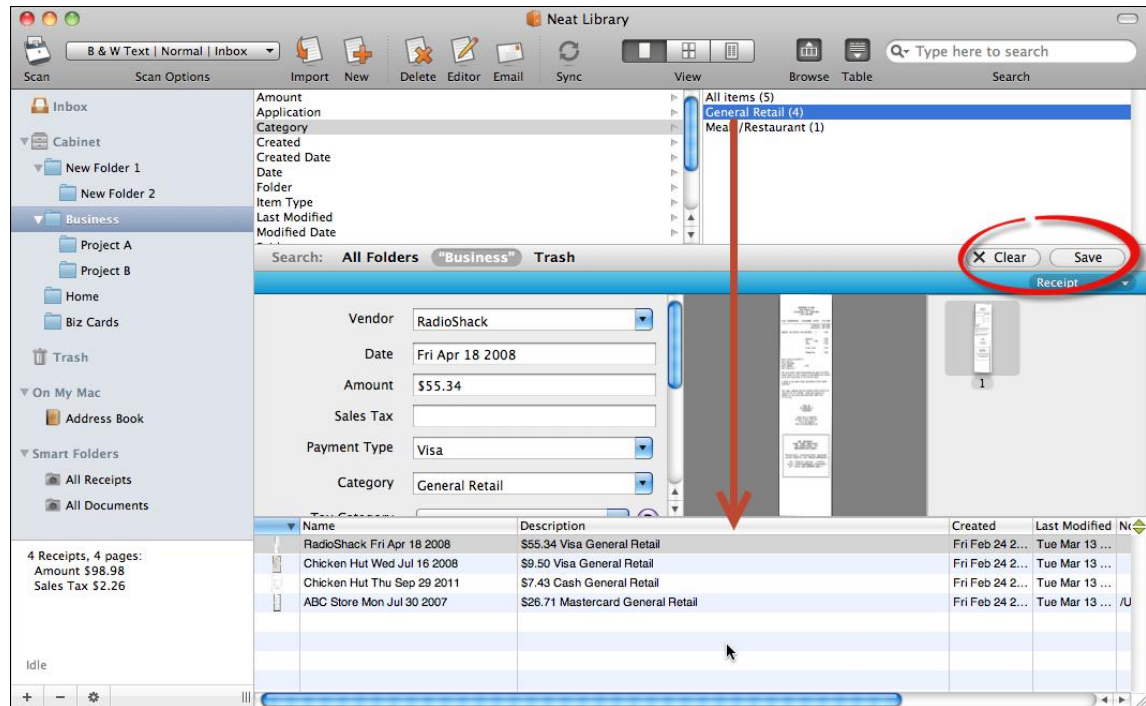 Neat Library
B & W Text | Normal | Inbox
Type here to search
Scan Scan Options Import New Delete Editor Email Sync View Browse Table Search
Inbox
Cabinet
New Folder 1
New Folder 2
Business
Project A
Project B
Home
Biz Cards
Trash
On My Mac
Address Book
Smart Folders
All Receipts
All Documents
4 Receipts, 4 pages:
Amount $98.98
Sales Tax $2.26
Idle
Amount
Application
Category
Created
Created Date
Date
Folder
Item Type
Last Modified
Modified Date
All items (5)
General Retail (4)
/Restaurant (1)
Search: All Folders "Business" Trash
Clear Save
Receipt
Vendor RadioShack
Date Fri Apr 18 2008
Amount $55.34
Sales Tax
Payment Type Visa
Category General Retail
1
Name Description Created Last Modified
RadioShack Fri Apr 18 2008 $55.34 Visa General Retail Fri Feb 24 2... Tue Mar 13 ...
Chicken Hut Wed Jul 16 2008 $9.50 Visa General Retail Fri Feb 24 2... Tue Mar 13 ...
Chicken Hut Thu Sep 29 2011 $7.43 Cash General Retail Fri Feb 24 2... Tue Mar 13 ...
ABC Store Mon Jul 30 2007 $26.71 Mastercard General Retail Fri Feb 24 2... Tue Mar 13 ... /U